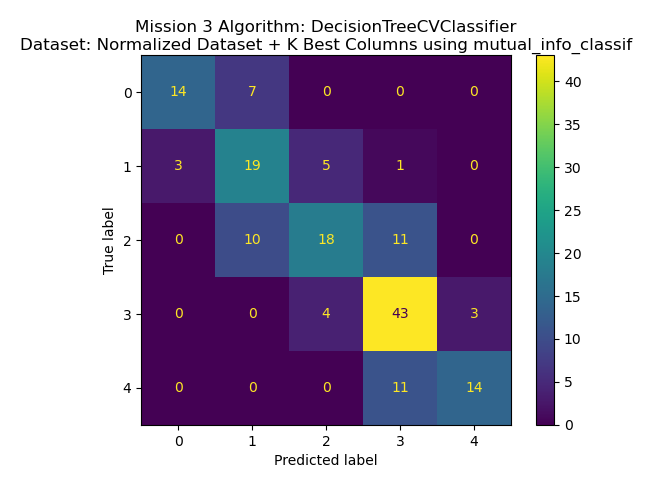 Mission 3 Algorithm: DecisionTreeCVClassifier
Dataset: Normalized Dataset + K Best Columns using mutual_info_classif
0 14 7 0 0 0
1 3 19 5 1 0
2 0 10 18 11 0
3 0 0 4 43 3
4 0 0 0 11 14
0 1 2 3 4
True label
Predicted label
40
35
30
25
20
15
10
5
0